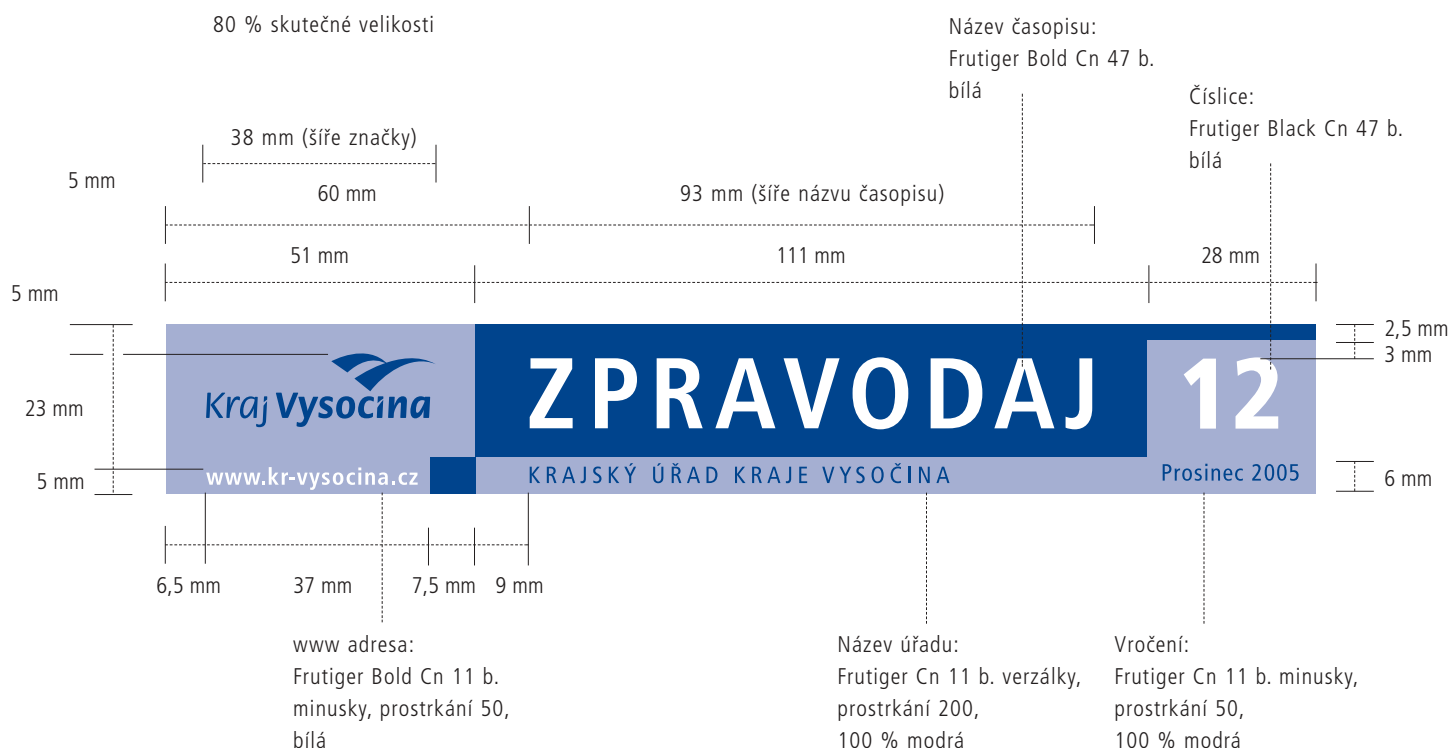 80 % skutečné velikosti
Název časopisu:
Frutiger Bold Cn 47 b.
bílá
Číslice:
Frutiger Black Cn 47 b.
bílá
38 mm (šíře značky)
5 mm
60 mm
93 mm (šíře názvu časopisu)
51 mm
111 mm
28 mm
5 mm
2,5 mm
3 mm
23 mm
Kraj Vysočina
ZPRAVODAJ
12
5 mm
www.kr-vysocina.cz
KRAJSKÝ ÚŘAD KRAJE VYSOČINA
Prosinec 2005
6 mm
6,5 mm
37 mm
7,5 mm
9 mm
www adresa:
Frutiger Bold Cn 11 b.
minusky, prostrkání 50,
bílá
Název úřadu:
Frutiger Cn 11 b. verzálky,
prostrkání 200,
100 % modrá
Vročení:
Frutiger Cn 11 b. minusky,
prostrkání 50,
100 % modrá